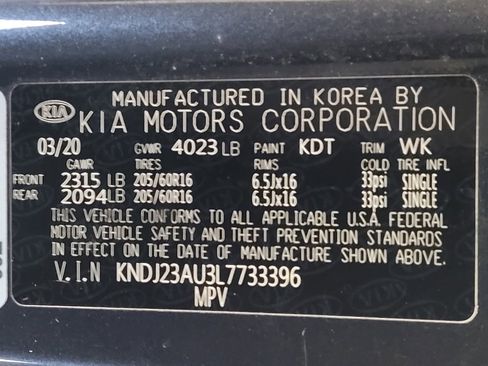 MANUFACTURED IN KOREA BY
KIA KIA MOTORS CORPORATION
03/20 GVWR 4023 LB PAINT KDT TRIM WK
GAWR TIRES RIMS COLD TIRE INFL
FRONT 2315 LB 205/60R16 6.5Jx16 33psi SINGLE
REAR 2094 LB 205/60R16 6.5Jx16 33psi SINGLE
THIS VEHICLE CONFORMS TO ALL APPLICABLE U.S.A. FEDERAL
MOTOR VEHICLE SAFETY AND THEFT PREVENTION STANDARDS
IN EFFECT ON THE DATE OF MANUFACTURE SHOWN ABOVE.
V.I.N KNDJ23AU3L7733396
MPV